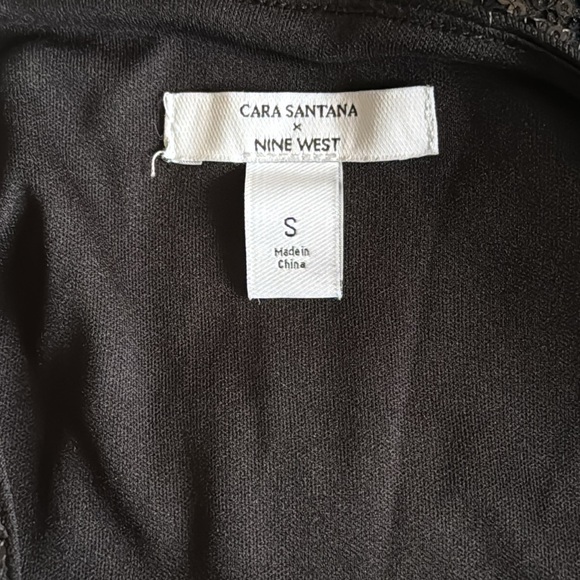 CARA SANTANA
×
NINE WEST
S
Made in
China